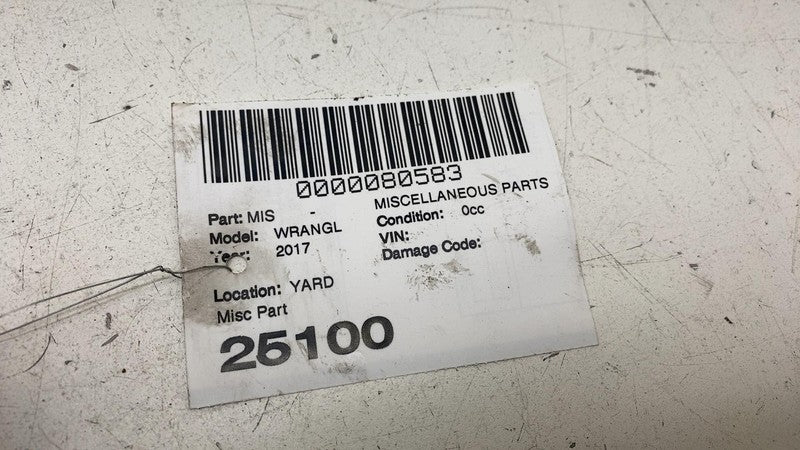 0000080583
Part: MIS - MISCELLANEOUS PARTS
Model: WRANGL Condition: 0cc
Year: 2017 VIN:
Damage Code:
Location: YARD
Misc Part
25100